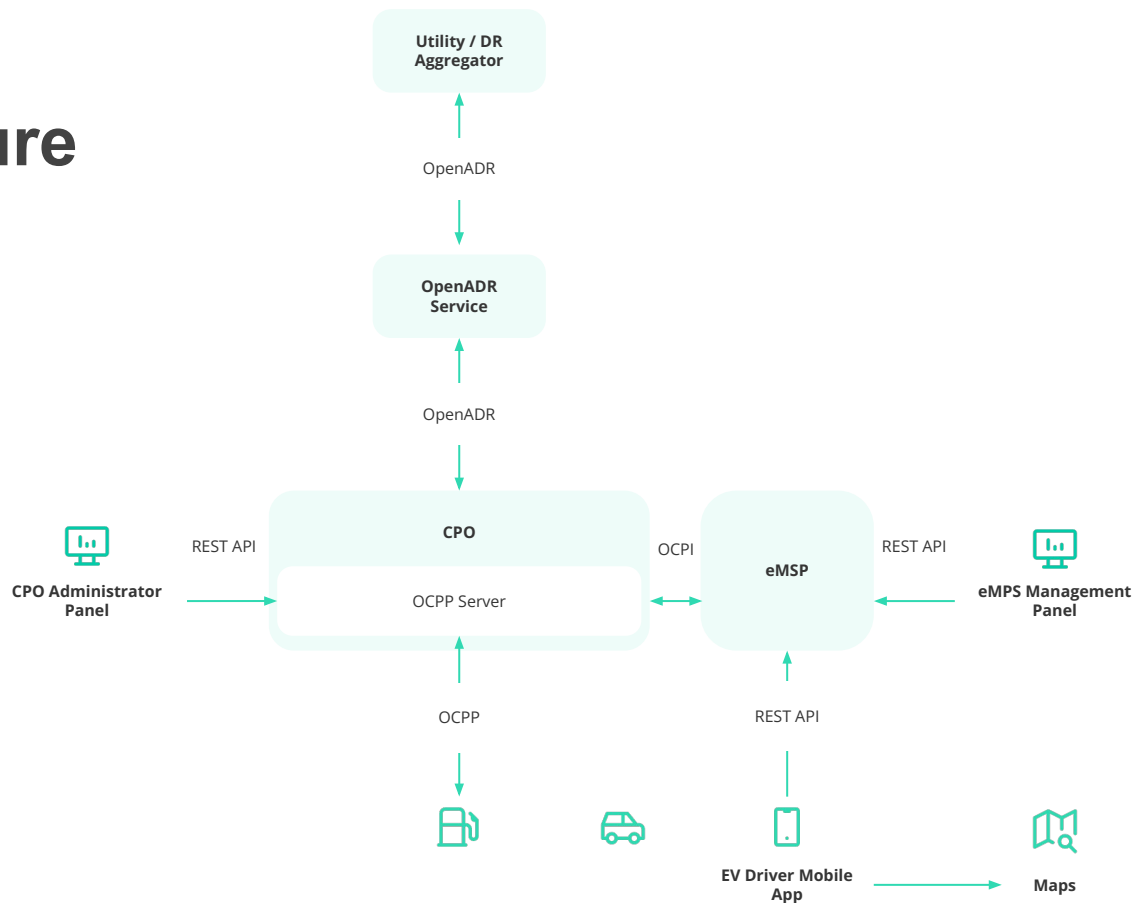 Utility / DR
Aggregator
ure
OpenADR
OpenADR
Service
OpenADR
CPO
REST API
OCPI
REST API
eMSP
CPO Administrator
Panel
OCPP Server
eMPS Management
Panel
OCPP
REST API
EV Driver Mobile
App
Maps